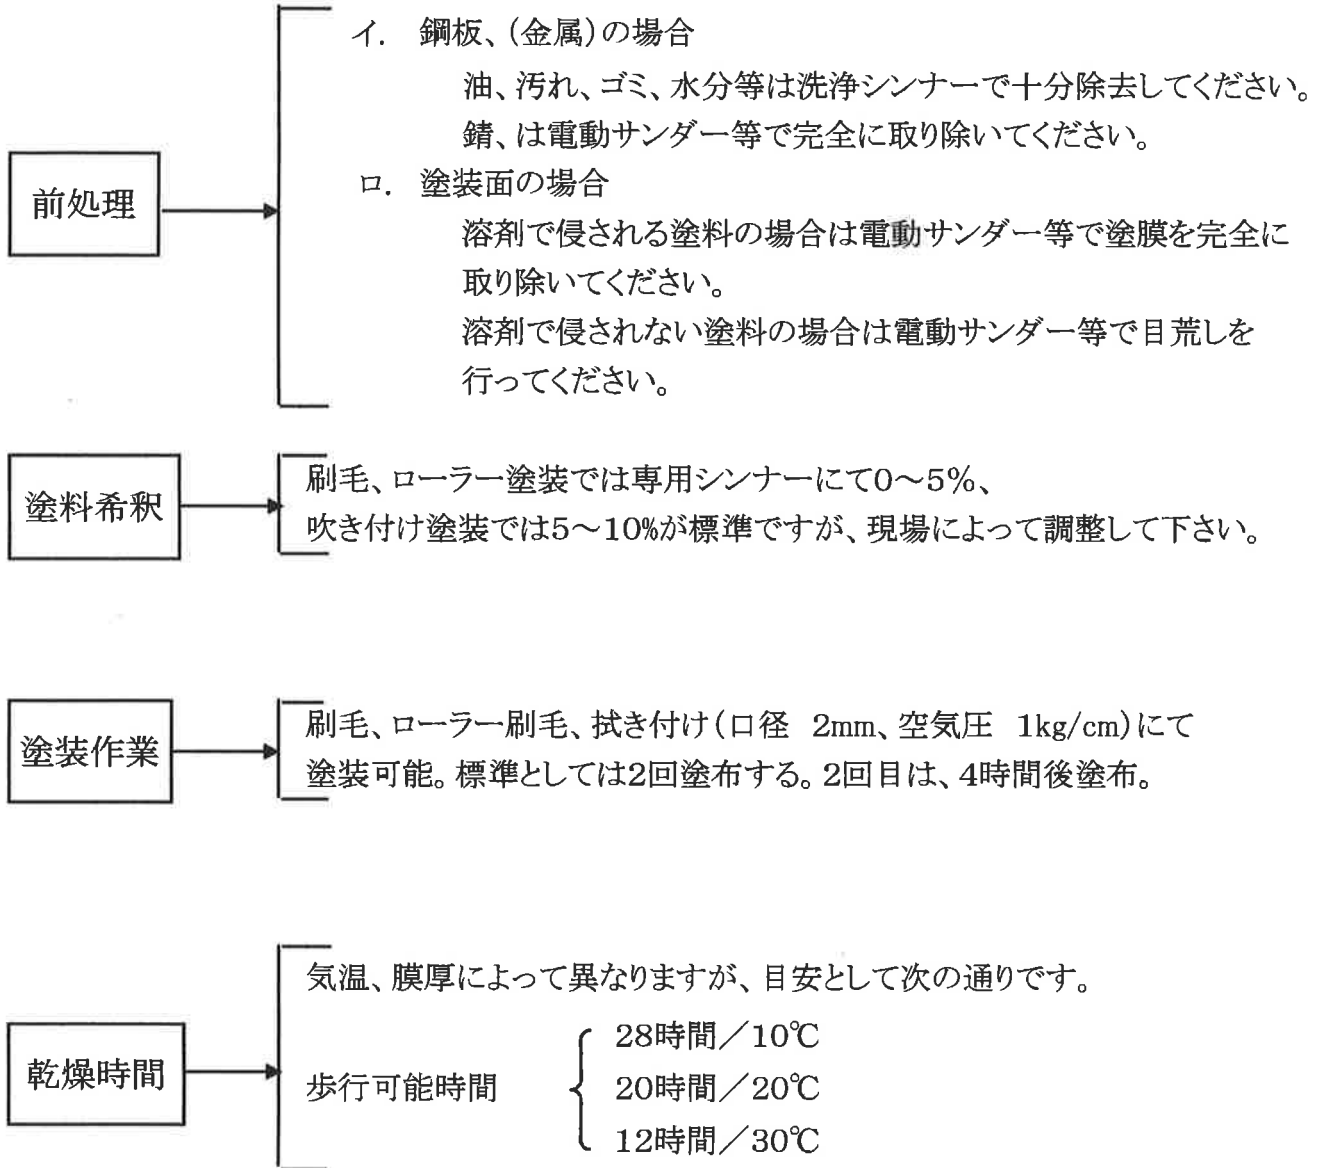 前処理
イ. 鋼板、(金属)の場合
油、汚れ、ゴミ、水分等は洗浄シンナーで十分除去してください。
錆、は電動サンダー等で完全に取り除いてください。
ロ. 塗装面の場合
溶剤で侵される塗料の場合は電動サンダー等で塗膜を完全に
取り除いてください。
溶剤で侵されない塗料の場合は電動サンダー等で目荒しを
行ってください。
塗料希釈
刷毛、ローラー塗装では専用シンナーにて0～5%、
吹き付け塗装では5～10%が標準ですが、現場によって調整して下さい。
塗装作業
刷毛、ローラー刷毛、拭き付け(口径 2mm、空気圧 1kg/cm)にて
塗装可能。標準としては2回塗布する。2回目は、4時間後塗布。
乾燥時間
気温、膜厚によって異なりますが、目安として次の通りです。
歩行可能時間
28時間／10℃
20時間／20℃
12時間／30℃